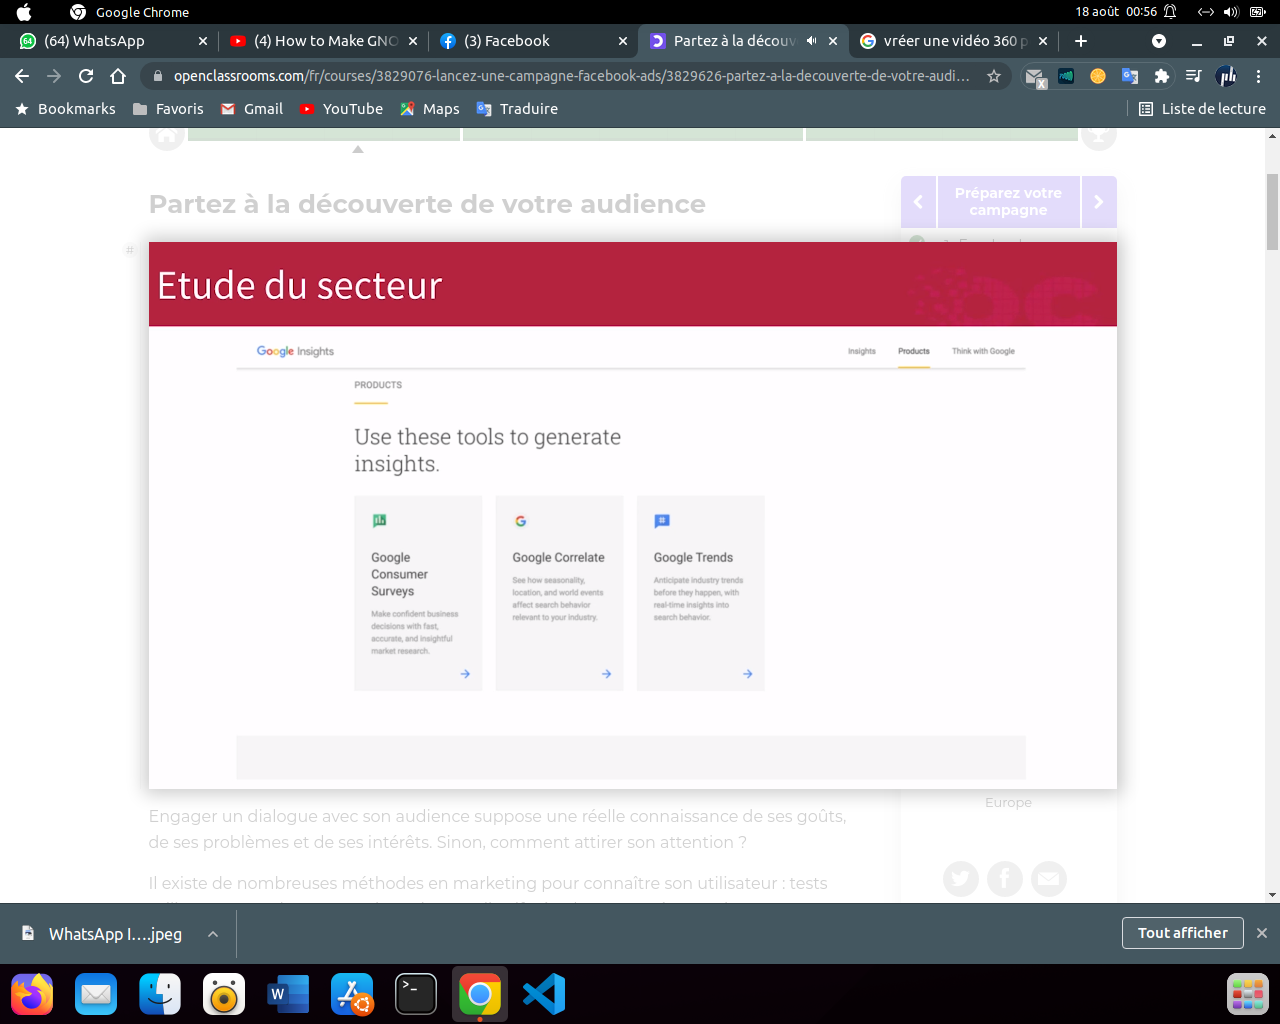 Google Chrome
18 août 00:56
(64) WhatsApp
(4) How to Make GNO
(3) Facebook
Partez à la découv
vréer une vidéo 360 p
openclassrooms.com/fr/courses/3829076-lancez-une-campagne-facebook-ads/3829626-partez-a-la-decouverte-de-votre-audi...
Bookmarks
Favoris
Gmail
YouTube
Maps
Traduire
Liste de lecture
Partez à la découverte de votre audience
Préparez votre
campagne
#
Etude du secteur
Google Insights
Insights
Products
Think with Google
PRODUCTS
Use these tools to generate
insights.
Google
Consumer
Surveys
Make confident business
decisions with fast,
accurate, and insightful
market research.
Google Correlate
See how seasonality,
location, and world events
affect search behavior
relevant to your industry.
Google Trends
Anticipate industry trends
before they happen, with
real-time insights into
search behavior.
Europe
Engager un dialogue avec son audience suppose une réelle connaissance de ses goûts,
de ses problèmes et de ses intérêts. Sinon, comment attirer son attention ?
Il existe de nombreuses méthodes en marketing pour connaître son utilisateur : tests
WhatsApp I....jpeg
Tout afficher